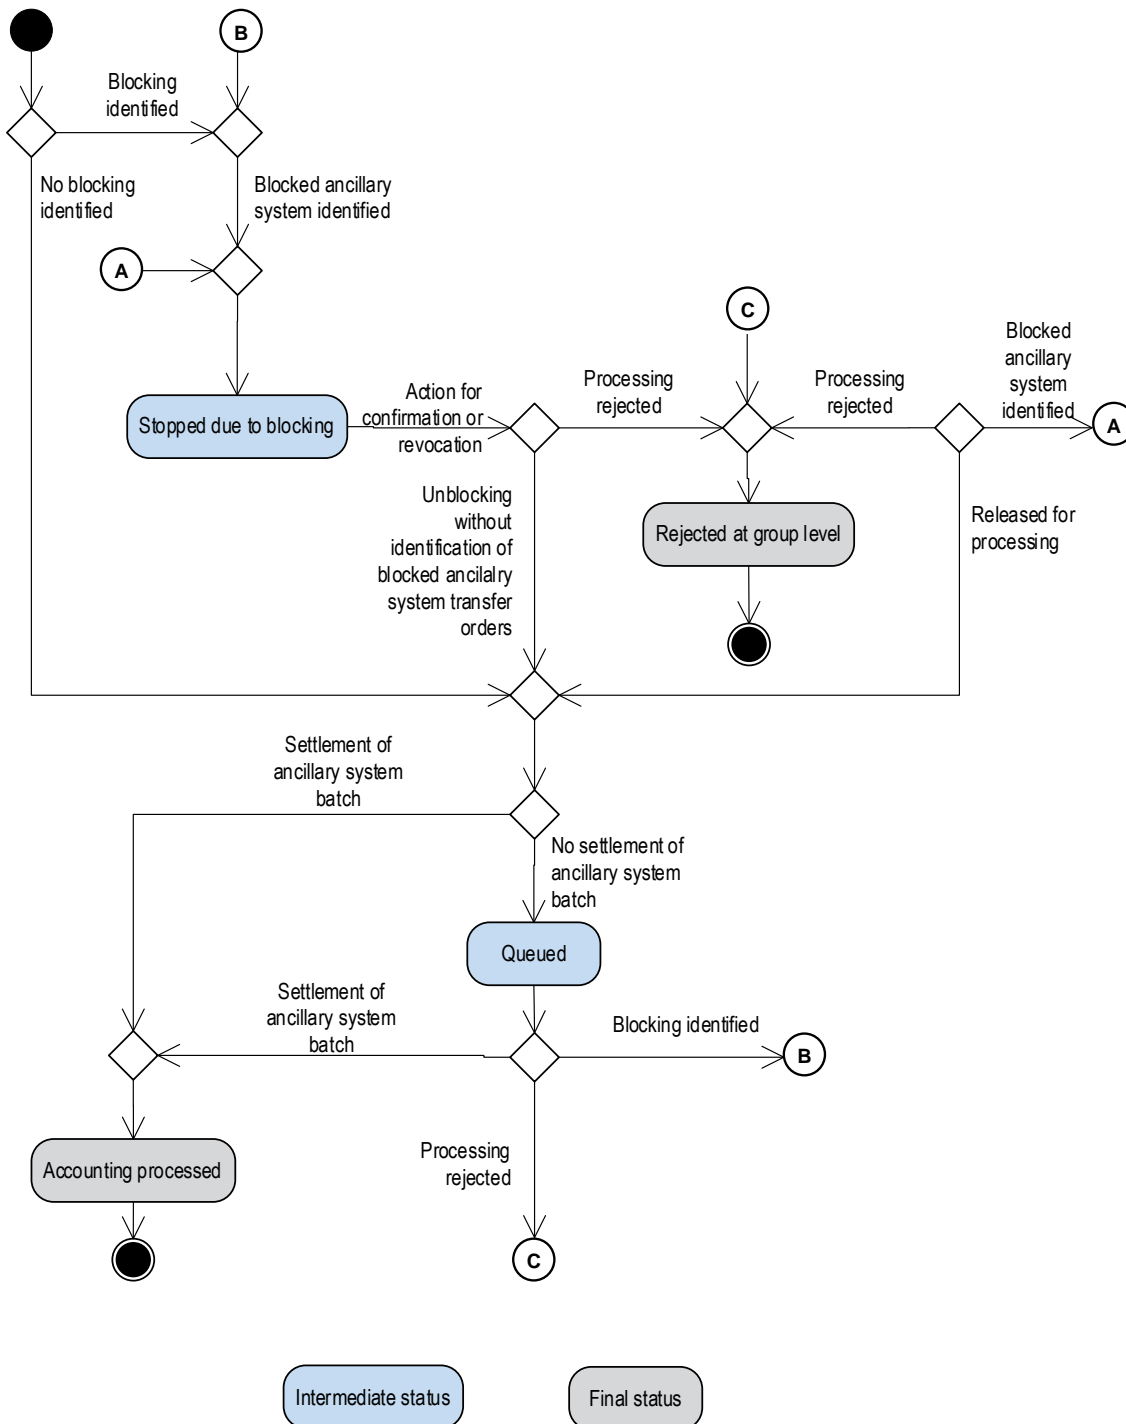 B
Blocking
identified
No blocking
identified
Blocked ancillary
system identified
A
C
Blocked
ancillary
system
identified
Processing
rejected
Processing
rejected
Action for
confirmation or
revocation
Stopped due to blocking
A
Unblocking
without
identification of
blocked ancilalry
system transfer
orders
Rejected at group level
Released for
processing
Settlement of
ancillary system
batch
No settlement of
ancillary system
batch
Queued
Settlement of
ancillary system
batch
Blocking identified
B
Processing
rejected
Accounting processed
C
Intermediate status
Final status